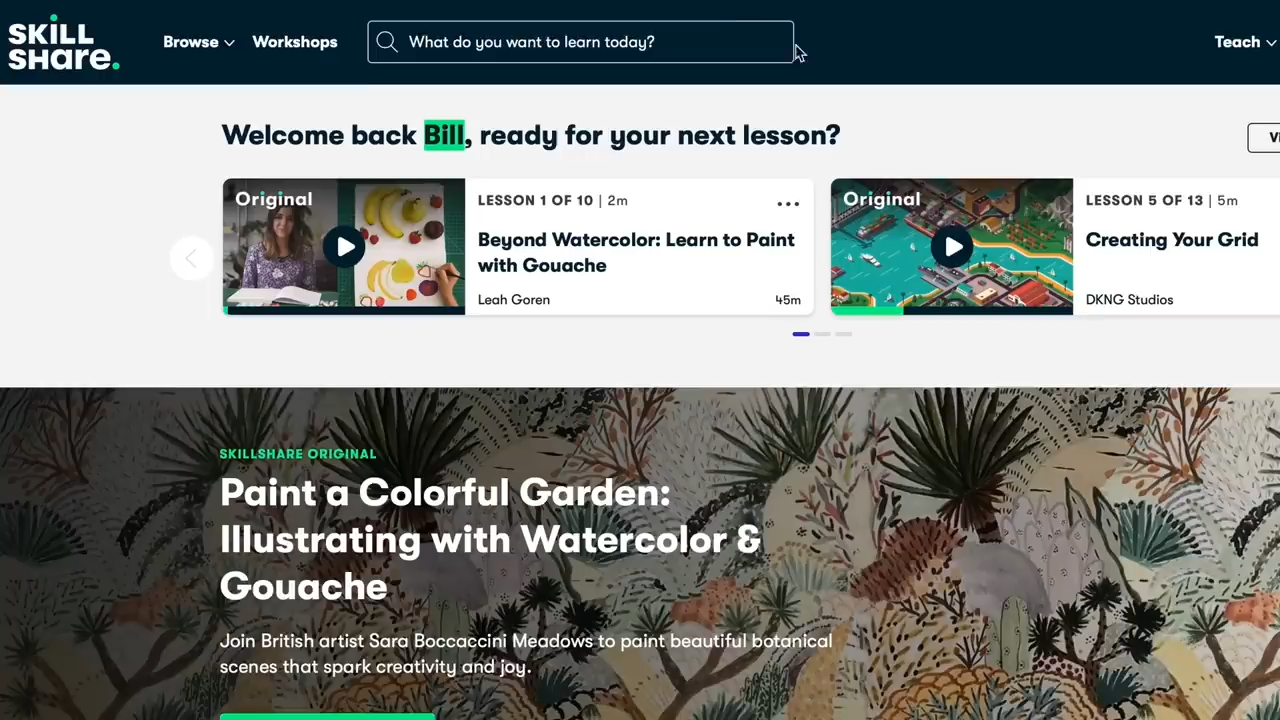 SKILL
SHare.
Browse
Workshops
What do you want to learn today?
Teach
Welcome back Bill, ready for your next lesson?
Original
LESSON 1 OF 10 | 2m
Beyond Watercolor: Learn to Paint
with Gouache
Leah Goren
45m
Original
LESSON 5 OF 13 | 5m
Creating Your Grid
DKNG Studios
SKILLSHARE ORIGINAL
Paint a Colorful Garden:
Illustrating with Watercolor &
Gouache
Join British artist Sara Boccaccini Meadows to paint beautiful botanical
scenes that spark creativity and joy.